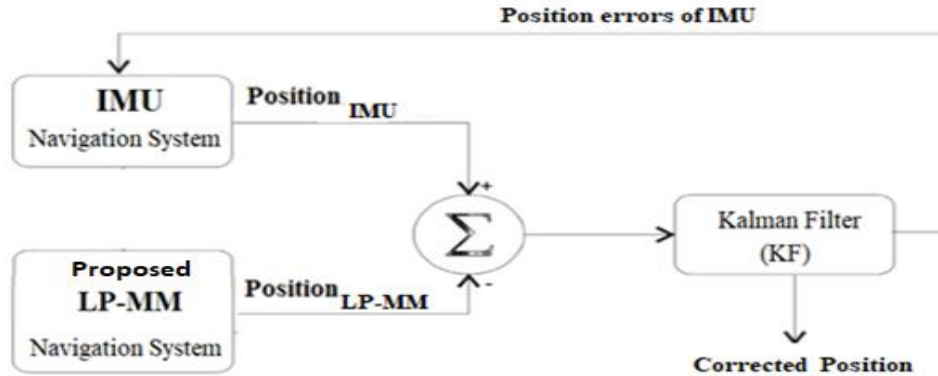 Position errors of IMU
IMU
Navigation System
Position IMU
+
Σ
Kalman Filter
(KF)
-
Proposed
LP-MM
Navigation System
Position LP-MM
Corrected Position